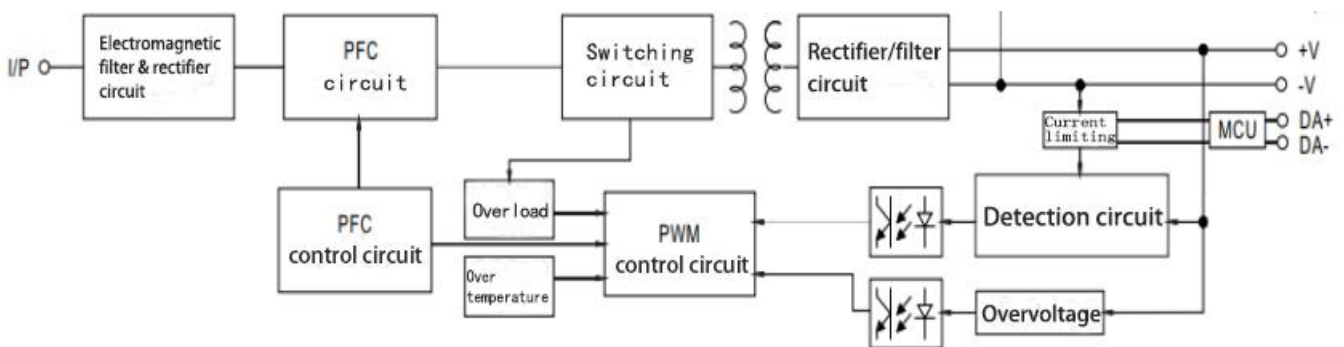 I/P
Electromagnetic
filter & rectifier
circuit
PFC
circuit
Switching
circuit
Rectifier/filter
circuit
+V
-V
Current
limiting
MCU
DA+
DA-
PFC
control circuit
Overload
Over
temperature
PWM
control circuit
Detection circuit
Overvoltage